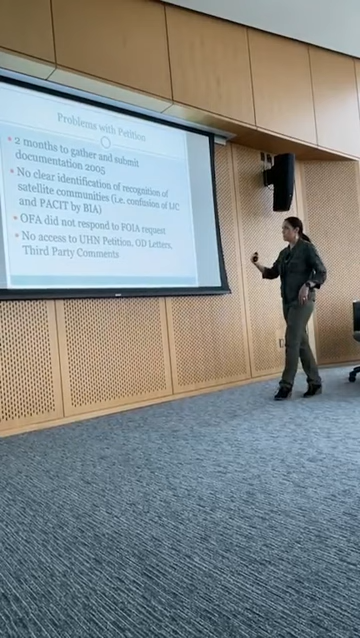 Problems with Petition
• 2 months to gather and submit
documentation 2005
• No clear identification of recognition of
satellite communities (i.e. confusion of IJC
and PACIT by BIA)
• OFA did not respond to FOIA request
• No access to UHN Petition, OD Letters,
Third Party Comments